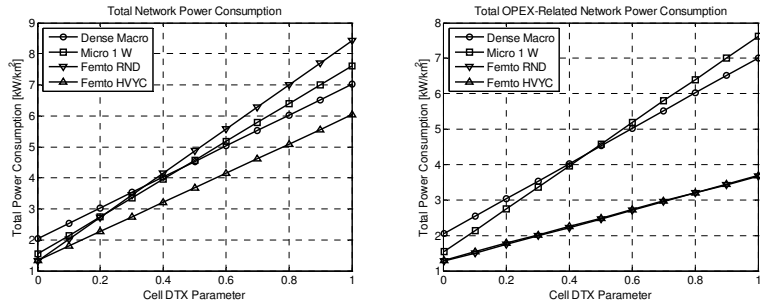 Total Network Power Consumption
Total Power Consumption [kW/km²]
9
8
7
6
5
4
3
2
1
Dense Macro
Micro 1 W
Femto RND
Femto HVYC
0 0.2 0.4 0.6 0.8 1
Cell DTX Parameter
Total OPEX-Related Network Power Consumption
Total Power Consumption [kW/km²]
8
7
6
5
4
3
2
1
Dense Macro
Micro 1 W
Femto RND
Femto HVYC
0 0.2 0.4 0.6 0.8 1
Cell DTX Parameter